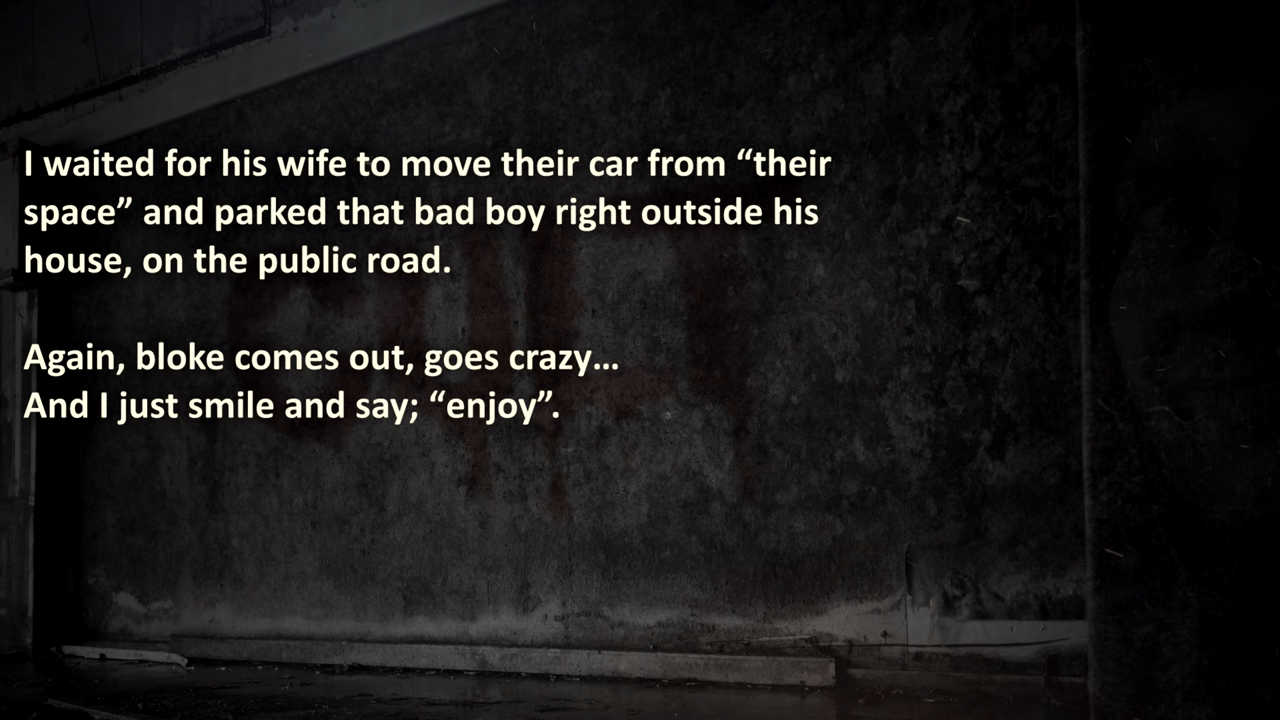 I waited for his wife to move their car from “their
space” and parked that bad boy right outside his
house, on the public road.
Again, bloke comes out, goes crazy…
And I just smile and say; “enjoy”.